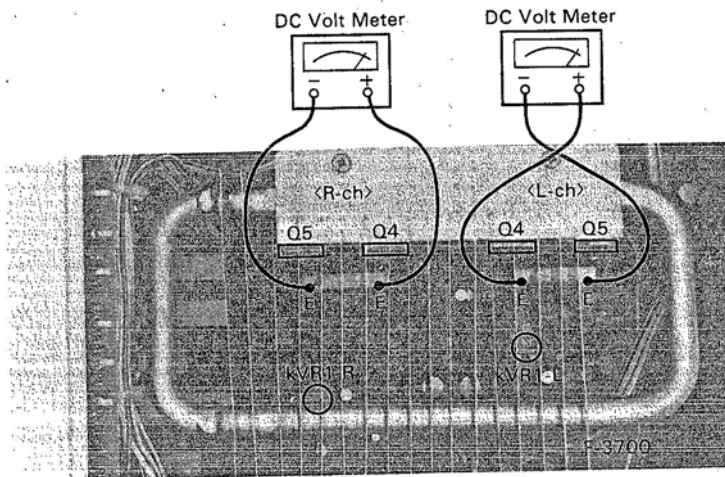 DC Volt Meter
DC Volt Meter
− +
− +
<R-ch>
<L-ch>
Q5 Q4
Q4 Q5
E E
E E
kVR1-R
kVR1-L
F-3700